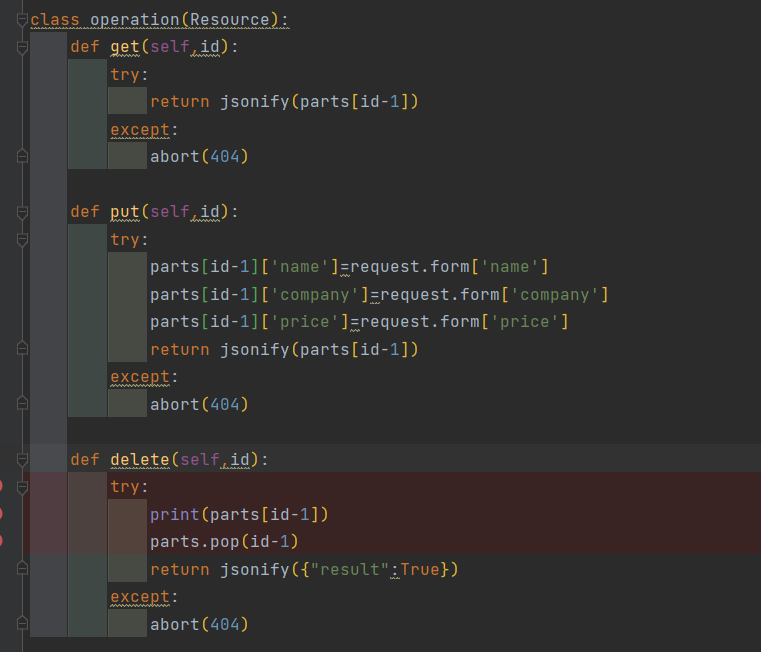 class operation(Resource):
    def get(self,id):
        try:
            return jsonify(parts[id-1])
        except:
            abort(404)

    def put(self,id):
        try:
            parts[id-1]['name']=request.form['name']
            parts[id-1]['company']=request.form['company']
            parts[id-1]['price']=request.form['price']
            return jsonify(parts[id-1])
        except:
            abort(404)

    def delete(self,id):
        try:
            print(parts[id-1])
            parts.pop(id-1)
            return jsonify({"result":True})
        except:
            abort(404)